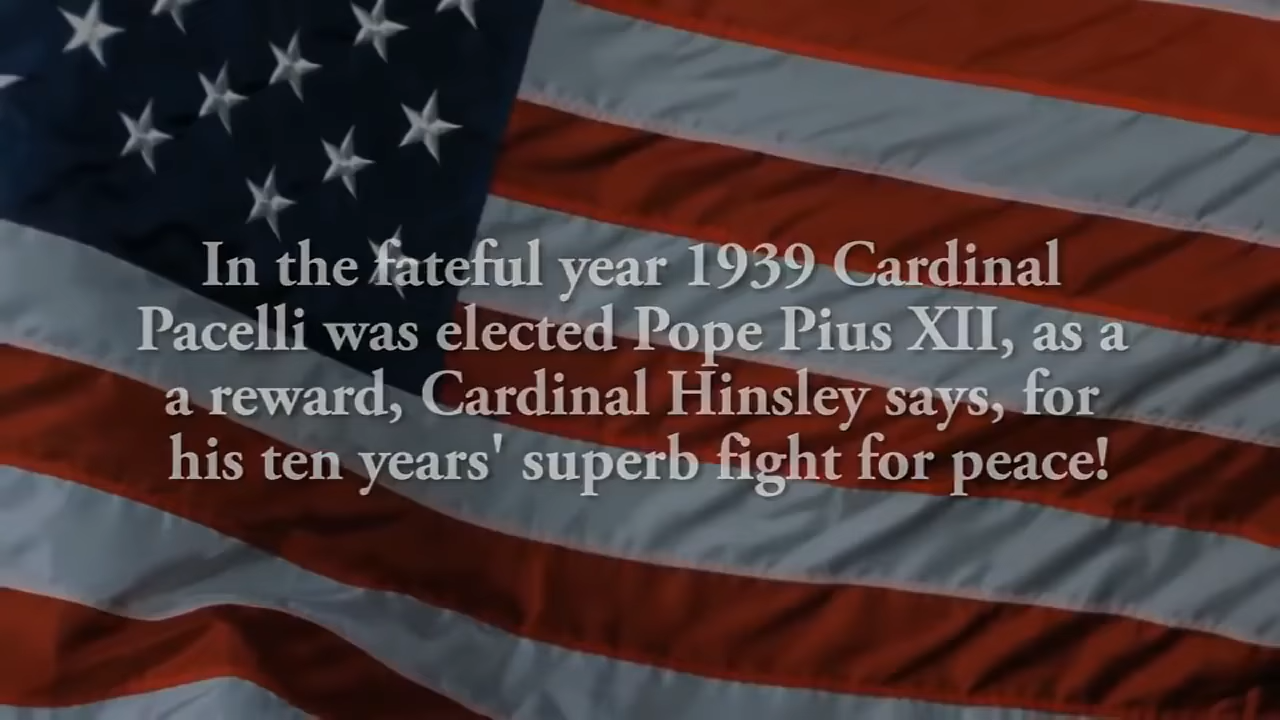 In the fateful year 1939 Cardinal
Pacelli was elected Pope Pius XII, as a
a reward, Cardinal Hinsley says, for
his ten years' superb fight for peace!